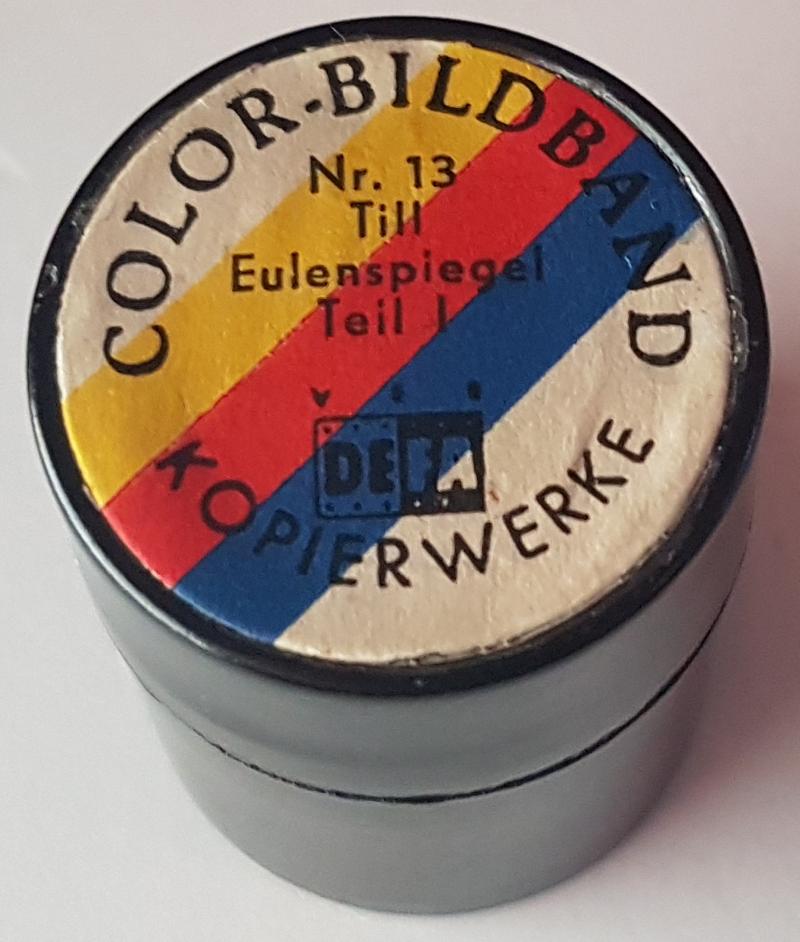 COLOR-BILDBAND
Nr. 13
Till
Eulenspiegel
Teil I
DEFA
KOPIERWERKE